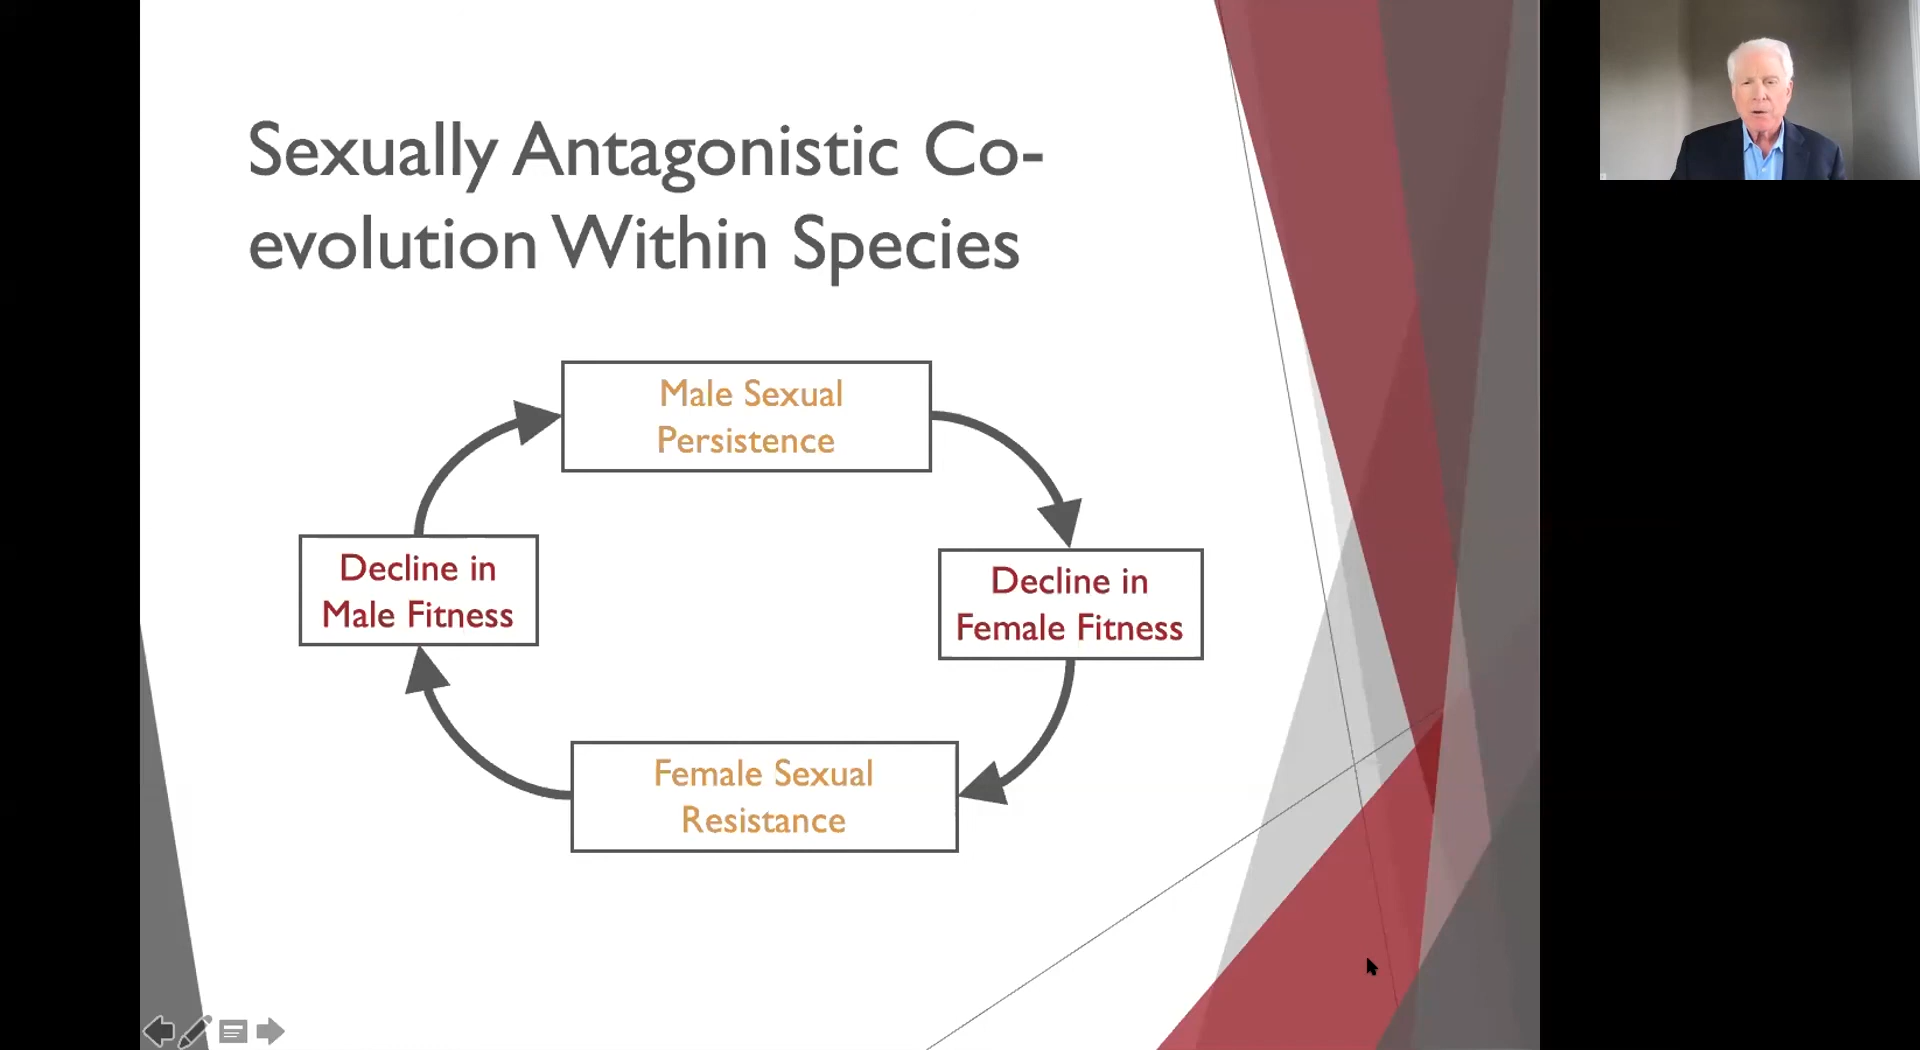 Sexually Antagonistic Co-
evolution Within Species
Male Sexual
Persistence
Decline in
Male Fitness
Decline in
Female Fitness
Female Sexual
Resistance